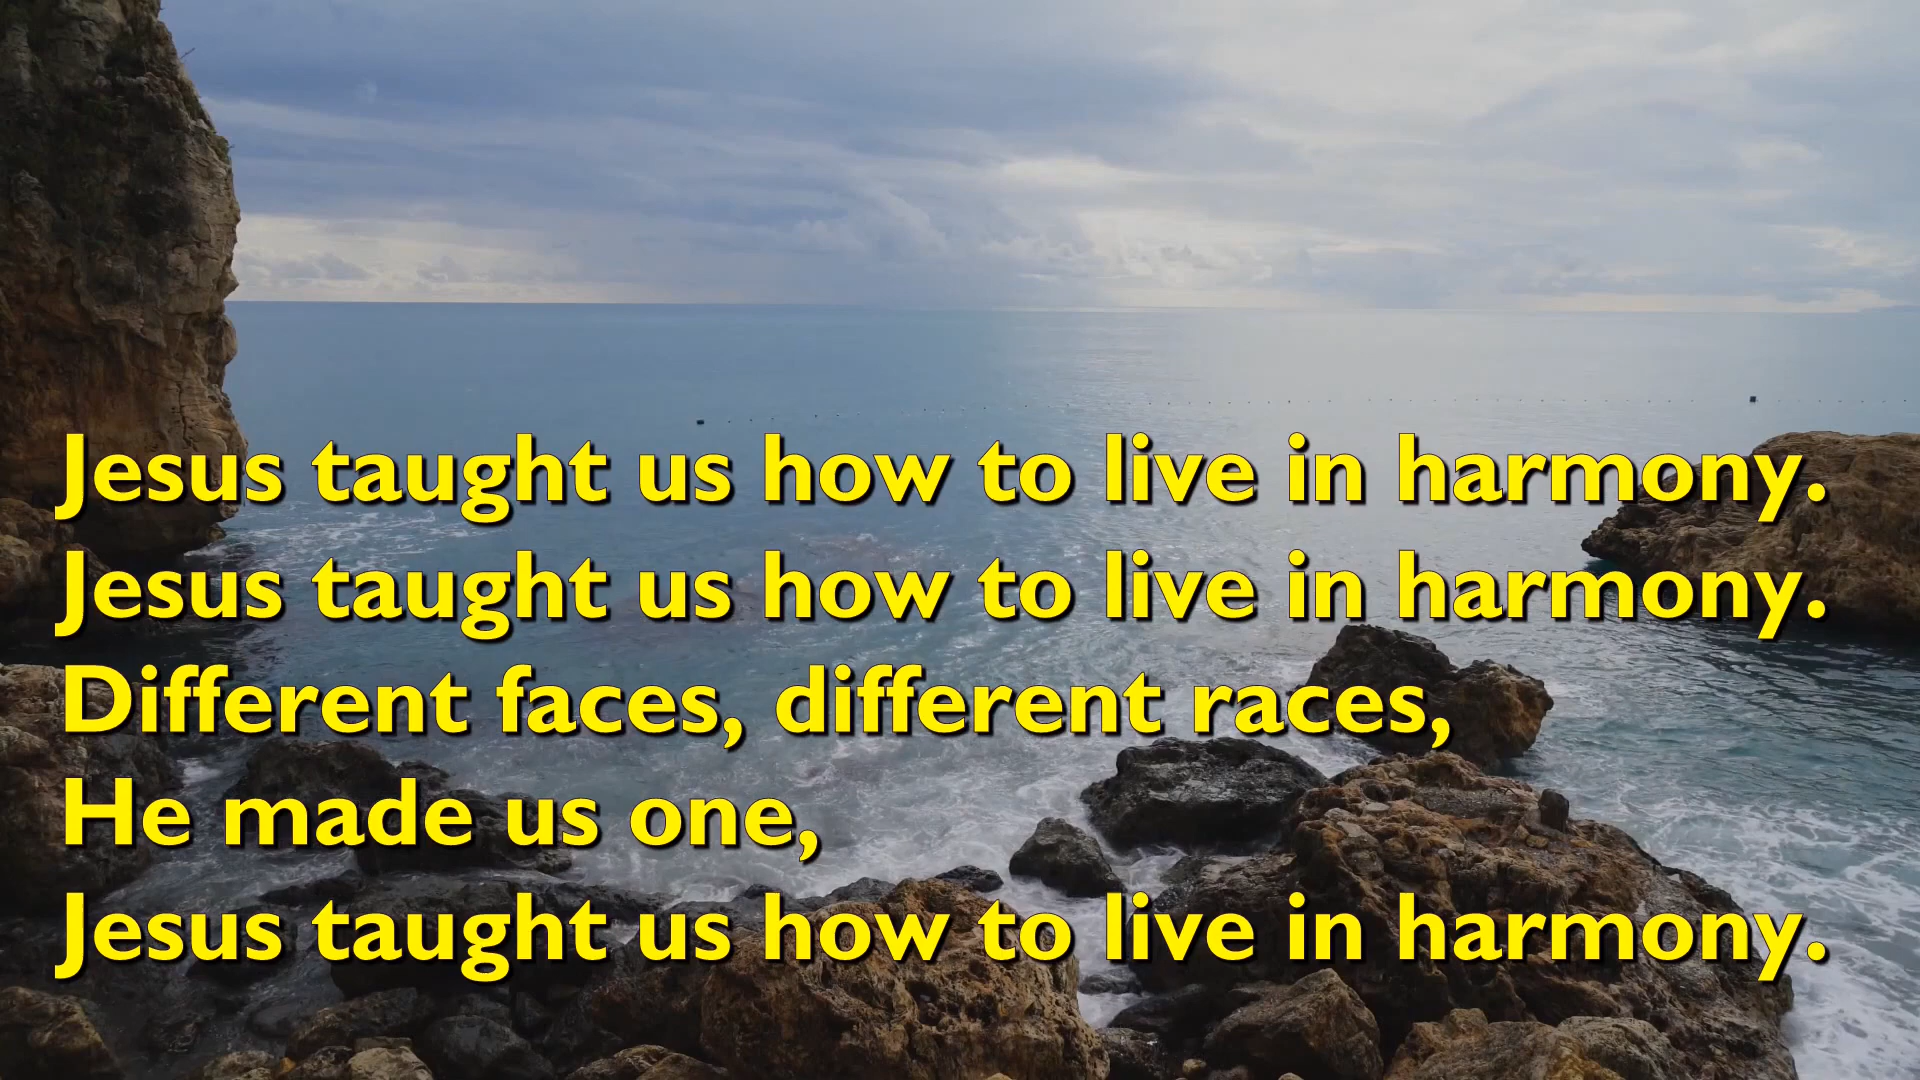 Jesus taught us how to live in harmony.
Jesus taught us how to live in harmony.
Different faces, different races,
He made us one,
Jesus taught us how to live in harmony.